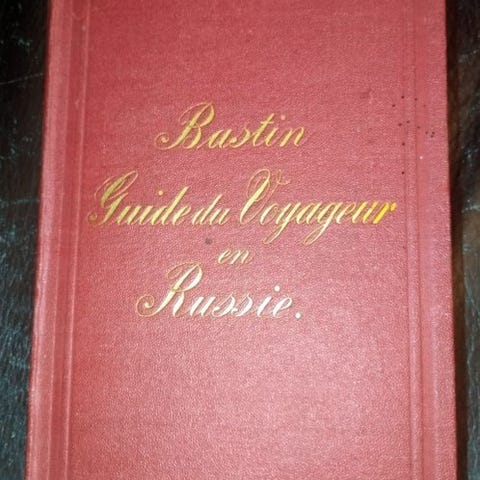 Bastin
Guide du Voyageur
en
Russie.